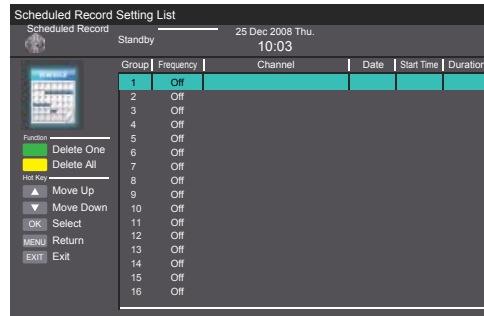 Scheduled Record Setting List
Scheduled Record
Standby
25 Dec 2008 Thu.
10:03
Group Frequency Channel Date Start Time Duration
1 Off
2 Off
3 Off
4 Off
5 Off
6 Off
7 Off
8 Off
9 Off
10 Off
11 Off
12 Off
13 Off
14 Off
15 Off
16 Off
Function
Delete One
Delete All
Hot Key
Move Up
Move Down
OK Select
MENU Return
EXIT Exit